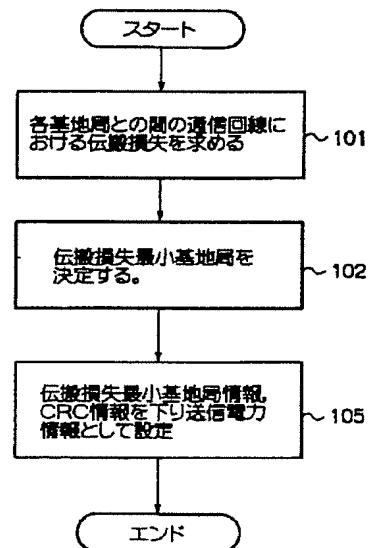 スタート
各基地局との間の通信回線に
おける伝搬損失を求める
101
伝搬損失最小基地局を
決定する。
102
伝搬損失最小基地局情報,
CRC情報を下り送信電力
情報として設定
105
エンド